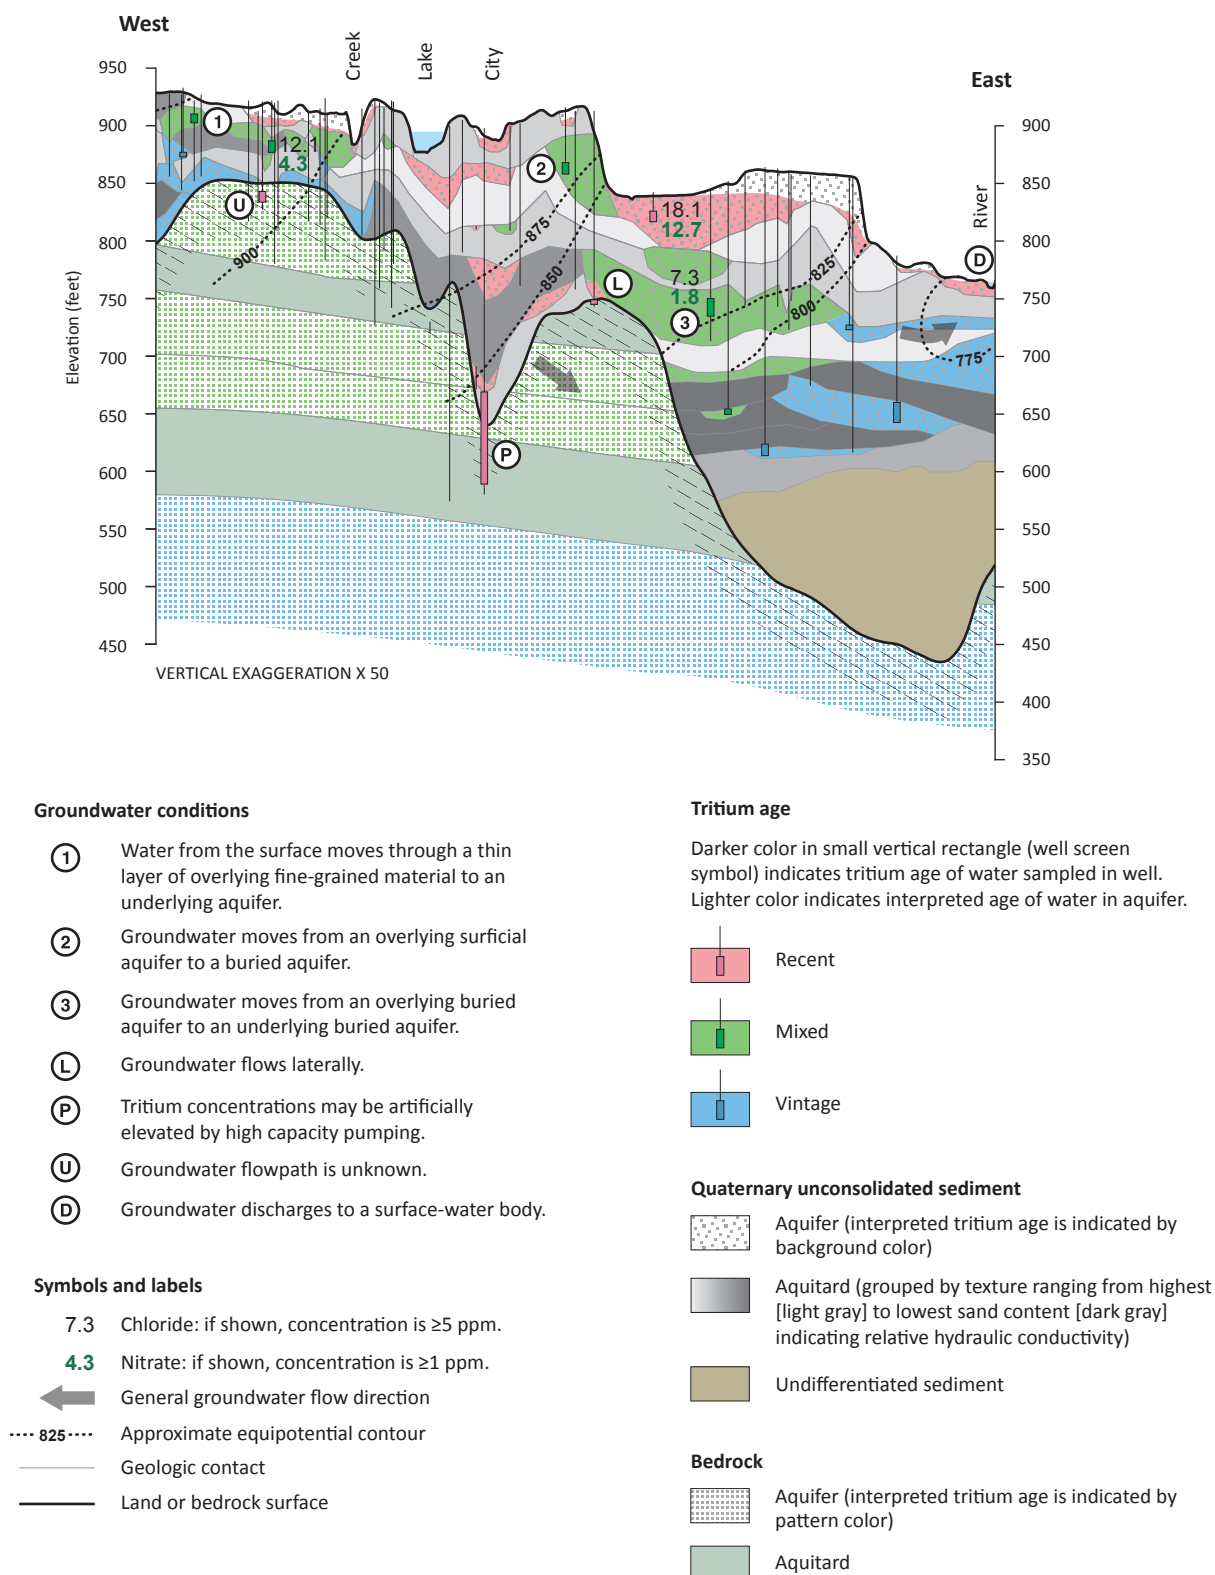 West
Creek
Lake
City
East
River
Elevation (feet)
950
900
850
800
750
700
650
600
550
500
450
900
850
800
750
700
650
600
550
500
450
400
350
1
12.1
4.3
U
900
2
875
850
L
P
18.1
12.7
7.3
1.8
3
825
800
D
775
VERTICAL EXAGGERATION X 50
Groundwater conditions
1 Water from the surface moves through a thin
layer of overlying fine-grained material to an
underlying aquifer.
2 Groundwater moves from an overlying surficial
aquifer to a buried aquifer.
3 Groundwater moves from an overlying buried
aquifer to an underlying buried aquifer.
L Groundwater flows laterally.
P Tritium concentrations may be artificially
elevated by high capacity pumping.
U Groundwater flowpath is unknown.
D Groundwater discharges to a surface-water body.
Symbols and labels
7.3 Chloride: if shown, concentration is ≥5 ppm.
4.3 Nitrate: if shown, concentration is ≥1 ppm.
General groundwater flow direction
825 Approximate equipotential contour
Geologic contact
Land or bedrock surface
Tritium age
Darker color in small vertical rectangle (well screen
symbol) indicates tritium age of water sampled in well.
Lighter color indicates interpreted age of water in aquifer.
Recent
Mixed
Vintage
Quaternary unconsolidated sediment
Aquifer (interpreted tritium age is indicated by
background color)
Aquitard (grouped by texture ranging from highest
[light gray] to lowest sand content [dark gray]
indicating relative hydraulic conductivity)
Undifferentiated sediment
Bedrock
Aquifer (interpreted tritium age is indicated by
pattern color)
Aquitard